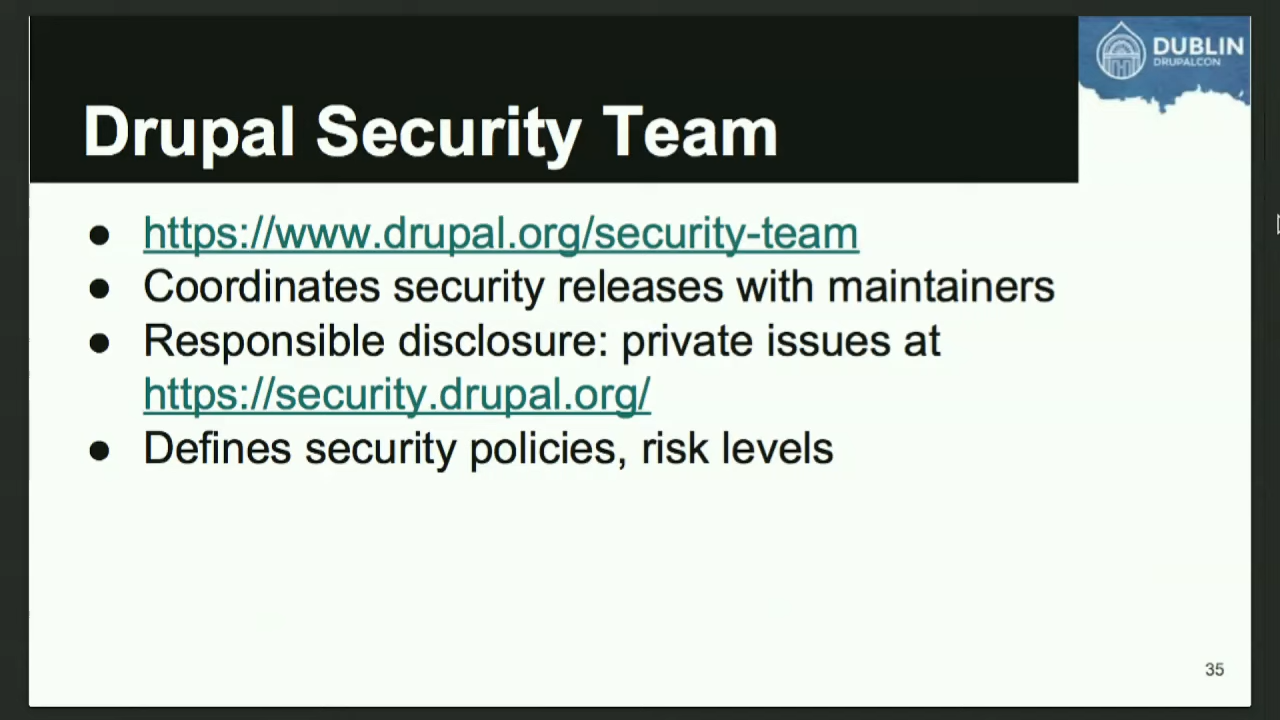 DUBLIN
DRUPALCON
Drupal Security Team
● https://www.drupal.org/security-team
● Coordinates security releases with maintainers
● Responsible disclosure: private issues at
https://security.drupal.org/
● Defines security policies, risk levels
35